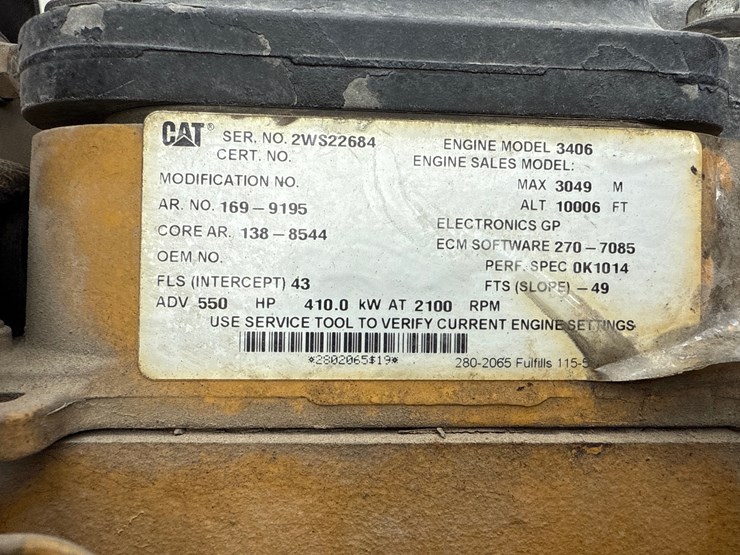 CAT® SER. NO. 2WS22684 ENGINE MODEL 3406
CERT. NO. ENGINE SALES MODEL:
MODIFICATION NO. MAX 3049 M
AR. NO. 169-9195 ALT 10006 FT
CORE AR. 138-8544 ELECTRONICS GP
OEM NO. ECM SOFTWARE 270-7085
PERF. SPEC 0K1014
FLS (INTERCEPT) 43 FTS (SLOPE) -49
ADV 550 HP 410.0 kW AT 2100 RPM
USE SERVICE TOOL TO VERIFY CURRENT ENGINE SETTINGS
*2802065$19* 280-2065 Fulfills 115-5